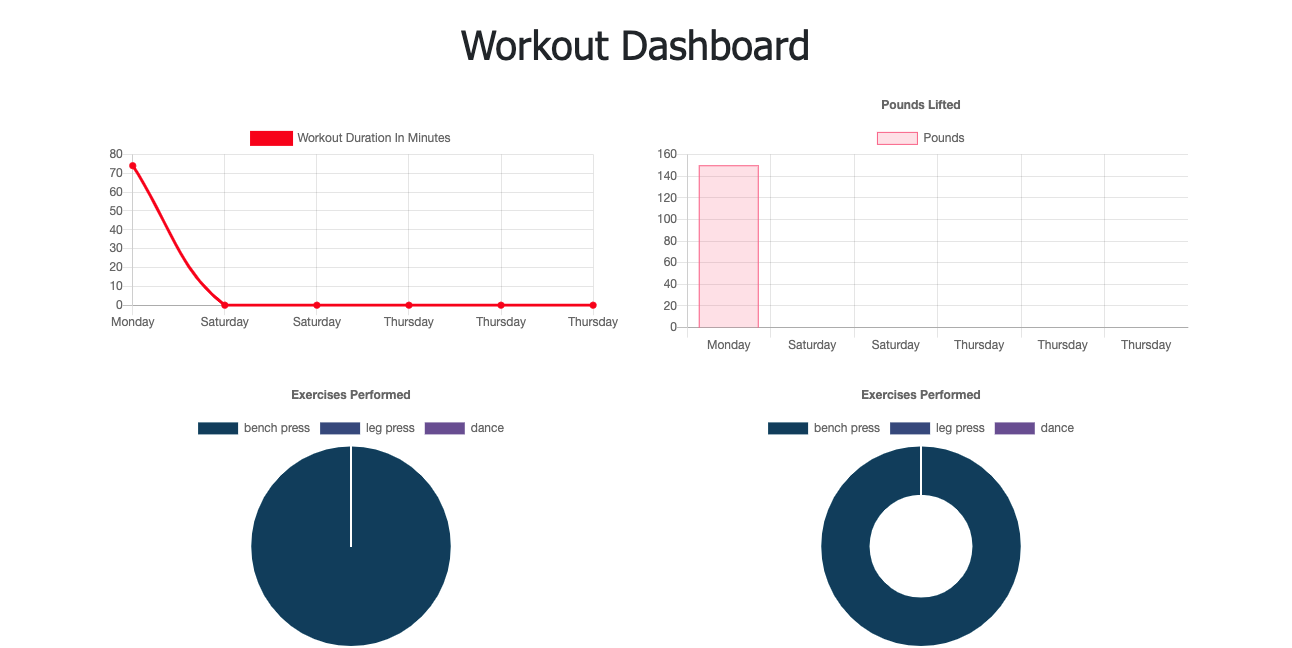 Workout Dashboard
Workout Duration In Minutes
80
70
60
50
40
30
20
10
0
Monday Saturday Saturday Thursday Thursday Thursday
Pounds Lifted
Pounds
160
140
120
100
80
60
40
20
0
Monday Saturday Saturday Thursday Thursday Thursday
Exercises Performed
bench press leg press dance
Exercises Performed
bench press leg press dance